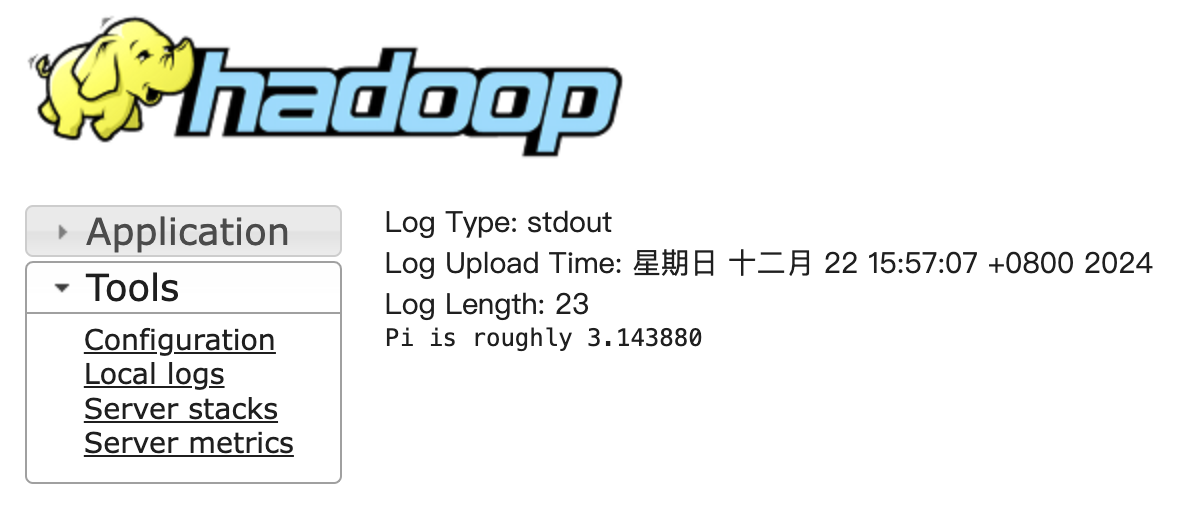 hadoop
Application
Tools
Configuration
Local logs
Server stacks
Server metrics
Log Type: stdout
Log Upload Time: 星期日 十二月 22 15:57:07 +0800 2024
Log Length: 23
Pi is roughly 3.143880